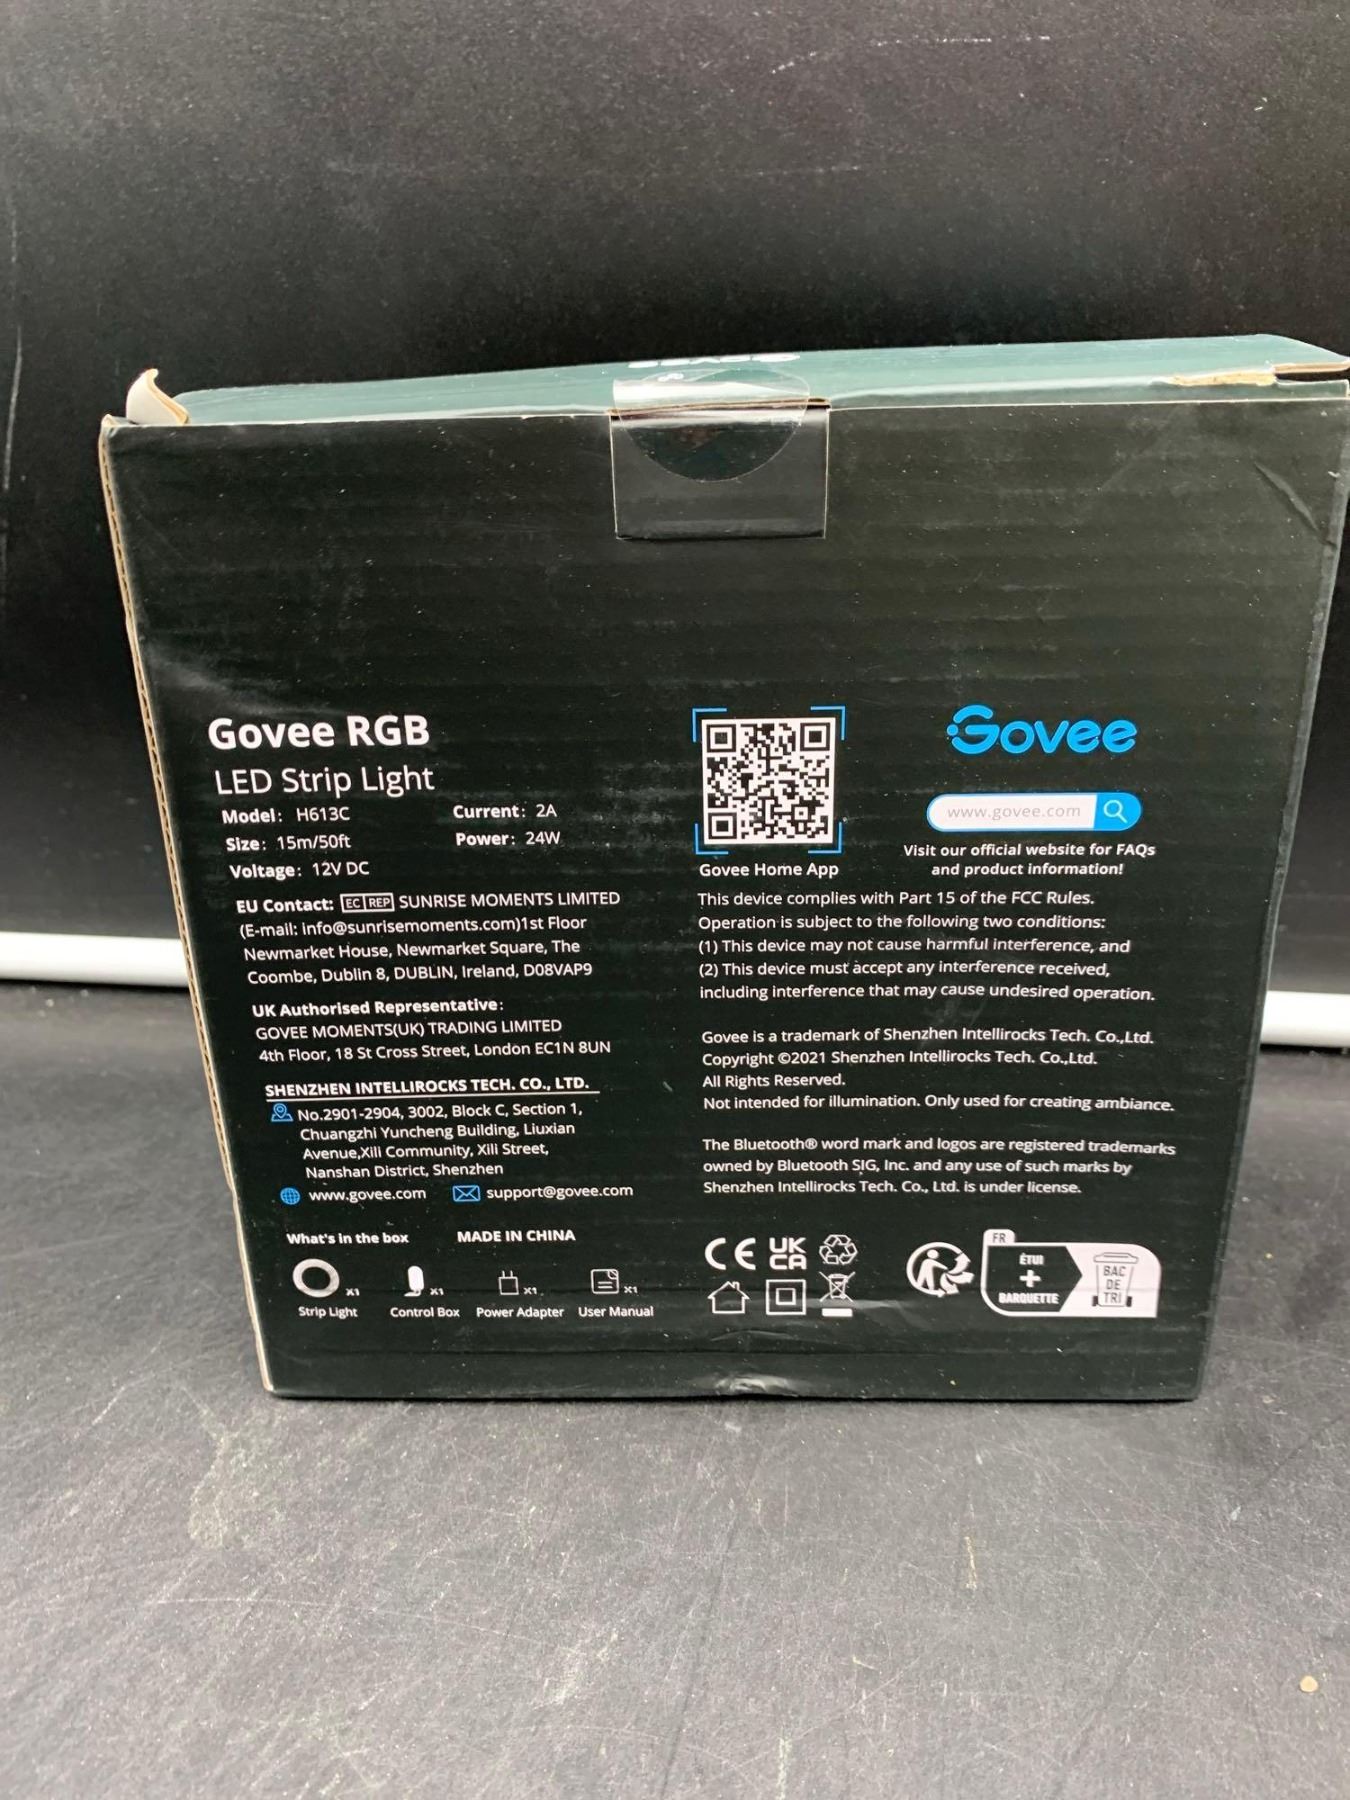 Govee RGB
LED Strip Light
Model: H613C Current: 2A
Size: 15m/50ft Power: 24W
Voltage: 12V DC
EU Contact: EC REP SUNRISE MOMENTS LIMITED
(E-mail: info@sunrisemoments.com)1st Floor
Newmarket House, Newmarket Square, The
Coombe, Dublin 8, DUBLIN, Ireland, D08VAP9
UK Authorised Representative:
GOVEE MOMENTS(UK) TRADING LIMITED
4th Floor, 18 St Cross Street, London EC1N 8UN
SHENZHEN INTELLIROCKS TECH. CO., LTD.
No.2901-2904, 3002, Block C, Section 1,
Chuangzhi Yuncheng Building, Liuxian
Avenue,Xili Community, Xili Street,
Nanshan District, Shenzhen
www.govee.com support@govee.com
What's in the box MADE IN CHINA
X1 X1 X1 X1
Strip Light Control Box Power Adapter User Manual
Govee Home App
Govee
www.govee.com
Visit our official website for FAQs
and product information!
This device complies with Part 15 of the FCC Rules.
Operation is subject to the following two conditions:
(1) This device may not cause harmful interference, and
(2) This device must accept any interference received,
including interference that may cause undesired operation.
Govee is a trademark of Shenzhen Intellirocks Tech. Co.,Ltd.
Copyright ©2021 Shenzhen Intellirocks Tech. Co.,Ltd.
All Rights Reserved.
Not intended for illumination. Only used for creating ambiance.
The Bluetooth® word mark and logos are registered trademarks
owned by Bluetooth SIG, Inc. and any use of such marks by
Shenzhen Intellirocks Tech. Co., Ltd. is under license.
CE UK
CA
FR
ÉTUI
+
BARQUETTE
BAC
DE
TRI